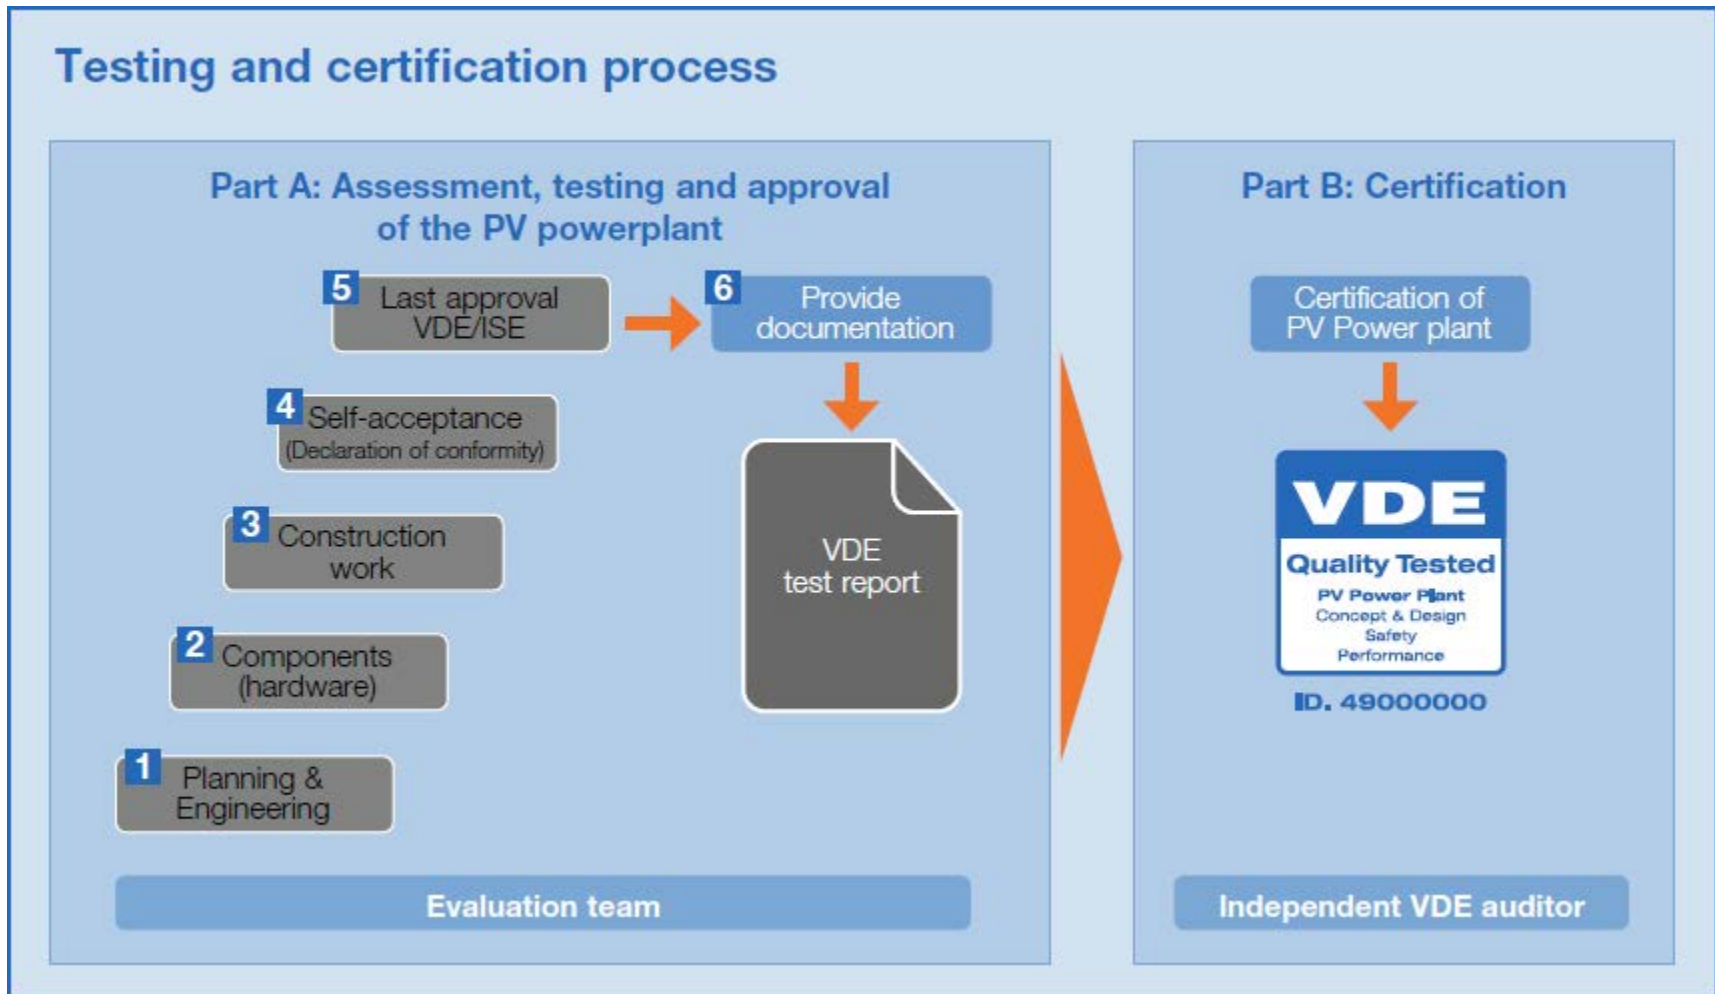 Testing and certification process
Part A: Assessment, testing and approval
of the PV powerplant
5
Last approval
VDE/ISE
6
Provide
documentation
4
Self-acceptance
(Declaration of conformity)
3
Construction
work
VDE
test report
2
Components
(hardware)
1
Planning &
Engineering
Evaluation team
Part B: Certification
Certification of
PV Power plant
VDE
Quality Tested
PV Power Plant
Concept & Design
Safety
Performance
ID. 49000000
Independent VDE auditor